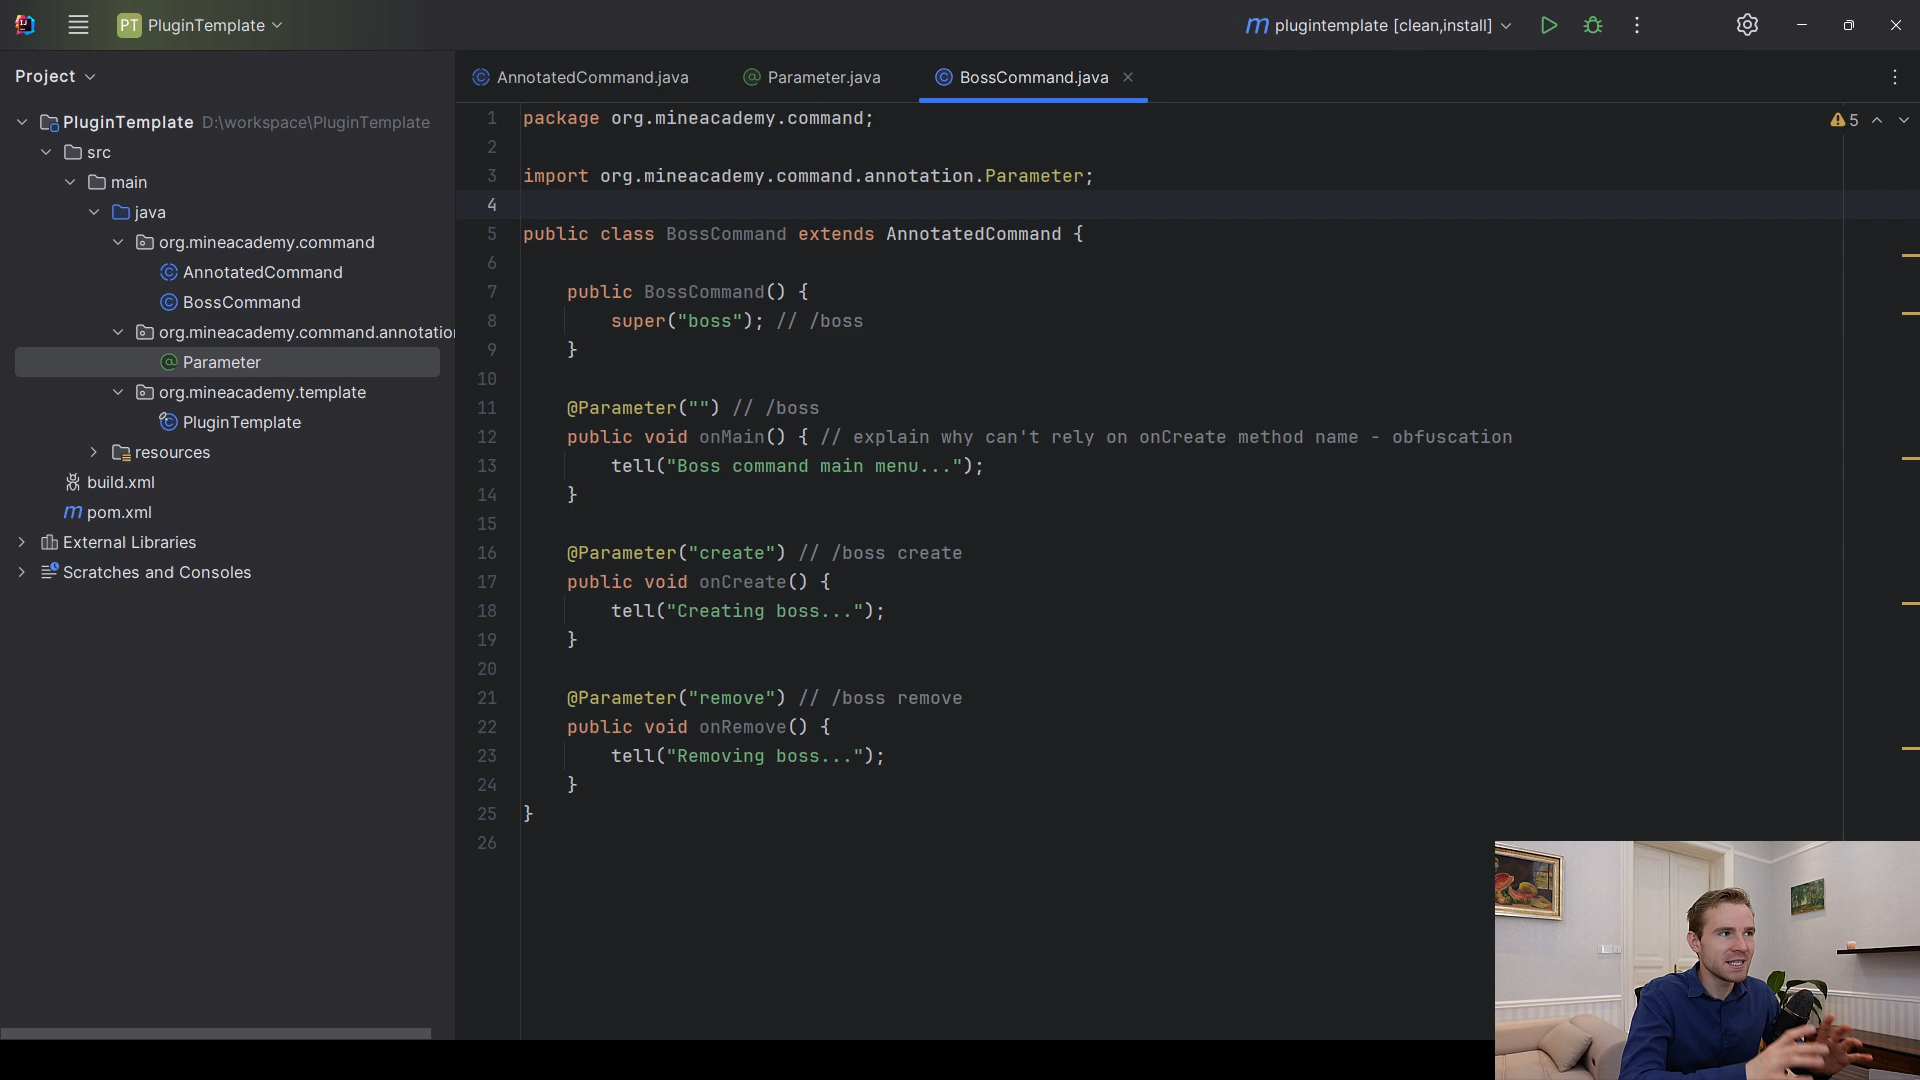 PT PluginTemplate
plugintemplate [clean,install]
Project
AnnotatedCommand.java
Parameter.java
BossCommand.java
PluginTemplate D:\workspace\PluginTemplate
src
main
java
org.mineacademy.command
AnnotatedCommand
BossCommand
org.mineacademy.command.annotatio
Parameter
org.mineacademy.template
PluginTemplate
resources
build.xml
pom.xml
External Libraries
Scratches and Consoles
5
1 package org.mineacademy.command;
2
3 import org.mineacademy.command.annotation.Parameter;
4
5 public class BossCommand extends AnnotatedCommand {
6
7 public BossCommand() {
8 super("boss"); // /boss
9 }
10
11 @Parameter("") // /boss
12 public void onMain() { // explain why can't rely on onCreate method name - obfuscation
13 tell("Boss command main menu...");
14 }
15
16 @Parameter("create") // /boss create
17 public void onCreate() {
18 tell("Creating boss...");
19 }
20
21 @Parameter("remove") // /boss remove
22 public void onRemove() {
23 tell("Removing boss...");
24 }
25 }
26